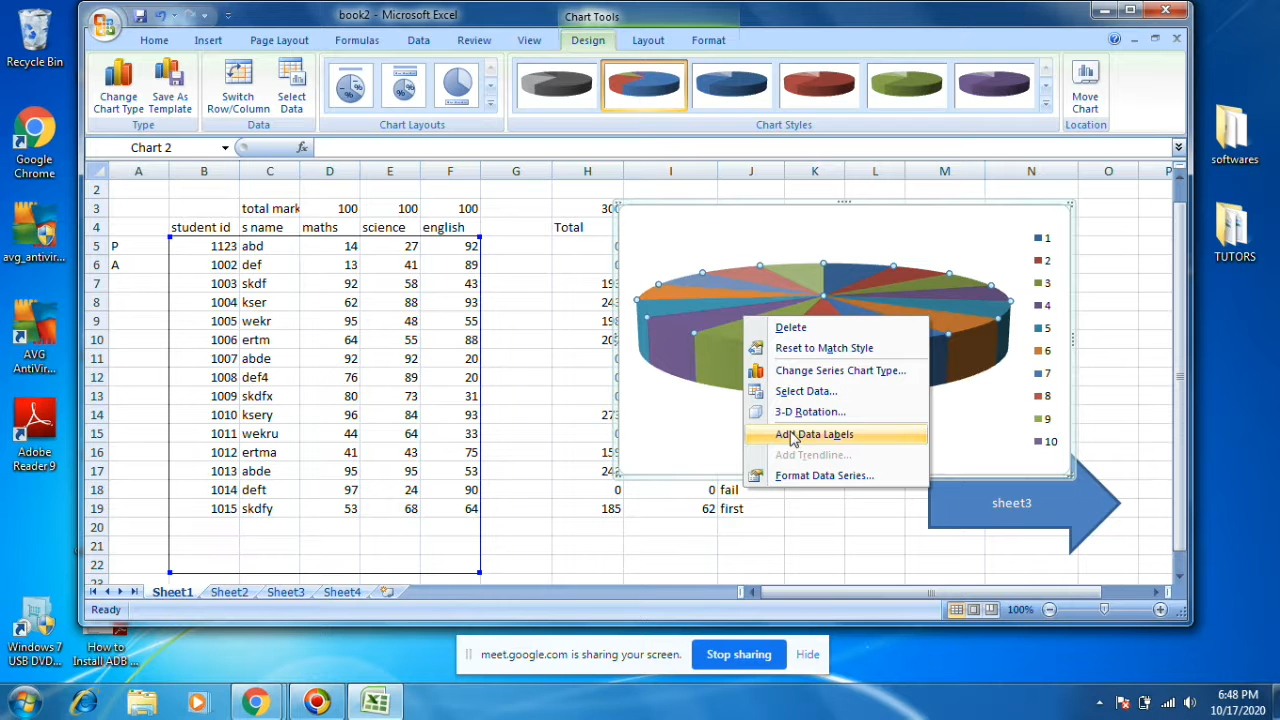 book2 - Microsoft Excel
Chart Tools
Home Insert Page Layout Formulas Data Review View Design Layout Format
Change Chart Type
Save As Template
Switch Row/Column
Select Data
Move Chart
Type Data Chart Layouts Chart Styles Location
Chart 2
fx
A B C D E F G H I J K L M N O P
2
3 total mark 100 100 100 300
4 student id s name maths science english Total
5 P 1123 abd 14 27 92
6 A 1002 def 13 41 89
7 1003 skdf 92 58 43
8 1004 kser 62 88 93
9 1005 wekr 95 48 55
10 1006 ertm 64 55 88
11 1007 abde 92 92 20
12 1008 def4 76 89 20
13 1009 skdfx 80 73 31
14 1010 ksery 96 84 93
15 1011 wekru 44 64 33
16 1012 ertma 41 43 75
17 1013 abde 95 95 53
18 1014 deft 97 24 90 0 0 fail
19 1015 skdfy 53 68 64 185 62 first
20
21
22
23
1
2
3
4
5
6
7
8
9
10
Delete
Reset to Match Style
Change Series Chart Type...
Select Data...
3-D Rotation...
Add Data Labels
Add Trendline...
Format Data Series...
sheet3
Sheet1 Sheet2 Sheet3 Sheet4
Ready
100%
meet.google.com is sharing your screen. Stop sharing Hide
Recycle Bin
Google Chrome
avg_antivir...
AVG AntiVir...
Adobe Reader 9
Windows 7 USB DVD...
How to Install ADB ...
softwares
TUTORS
6:48 PM
10/17/2020